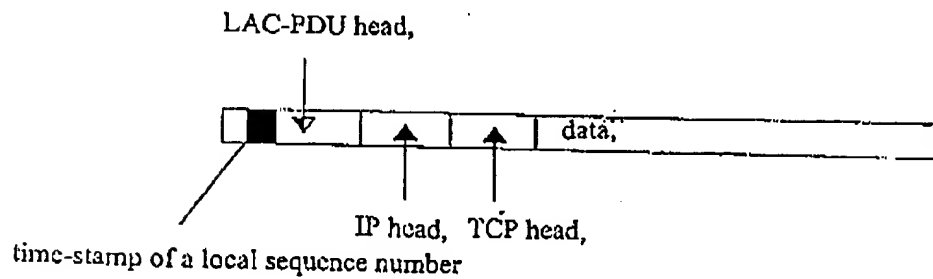 LAC-PDU head,
data,
IP head, TCP head,
time-stamp of a local sequence number